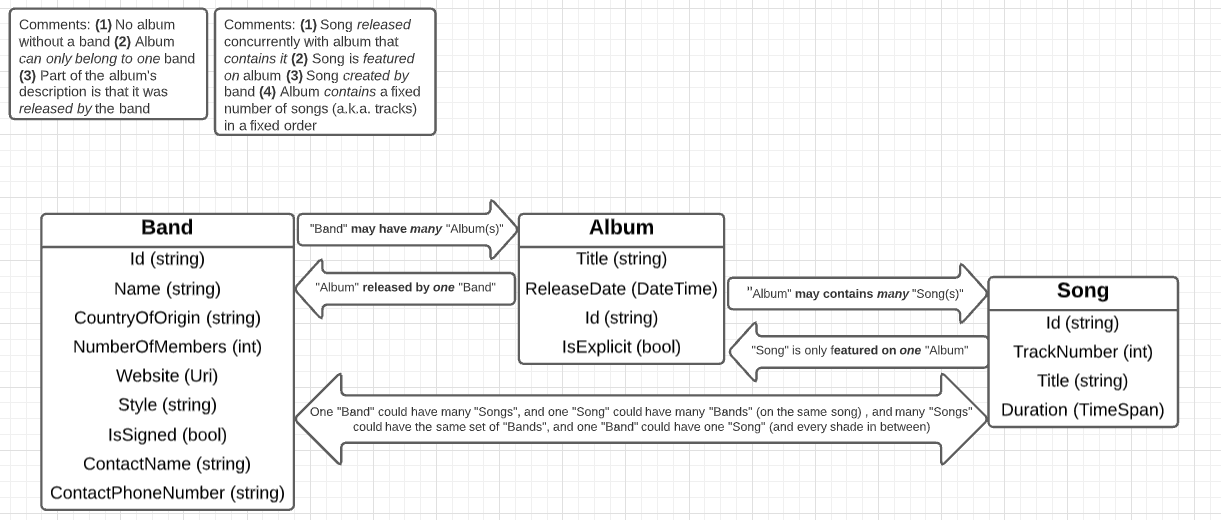 Comments: (1) No album
without a band (2) Album
can only belong to one band
(3) Part of the album's
description is that it was
released by the band
Comments: (1) Song released
concurrently with album that
contains it (2) Song is featured
on album (3) Song created by
band (4) Album contains a fixed
number of songs (a.k.a. tracks)
in a fixed order
Band
Id (string)
Name (string)
CountryOfOrigin (string)
NumberOfMembers (int)
Website (Uri)
Style (string)
IsSigned (bool)
ContactName (string)
ContactPhoneNumber (string)
"Band" may have many "Album(s)"
"Album" released by one "Band"
Album
Title (string)
ReleaseDate (DateTime)
Id (string)
IsExplicit (bool)
"Album" may contains many "Song(s)"
"Song" is only featured on one "Album"
Song
Id (string)
TrackNumber (int)
Title (string)
Duration (TimeSpan)
One "Band" could have many "Songs", and one "Song" could have many "Bands" (on the same song) , and many "Songs"
could have the same set of "Bands", and one "Band" could have one "Song" (and every shade in between)